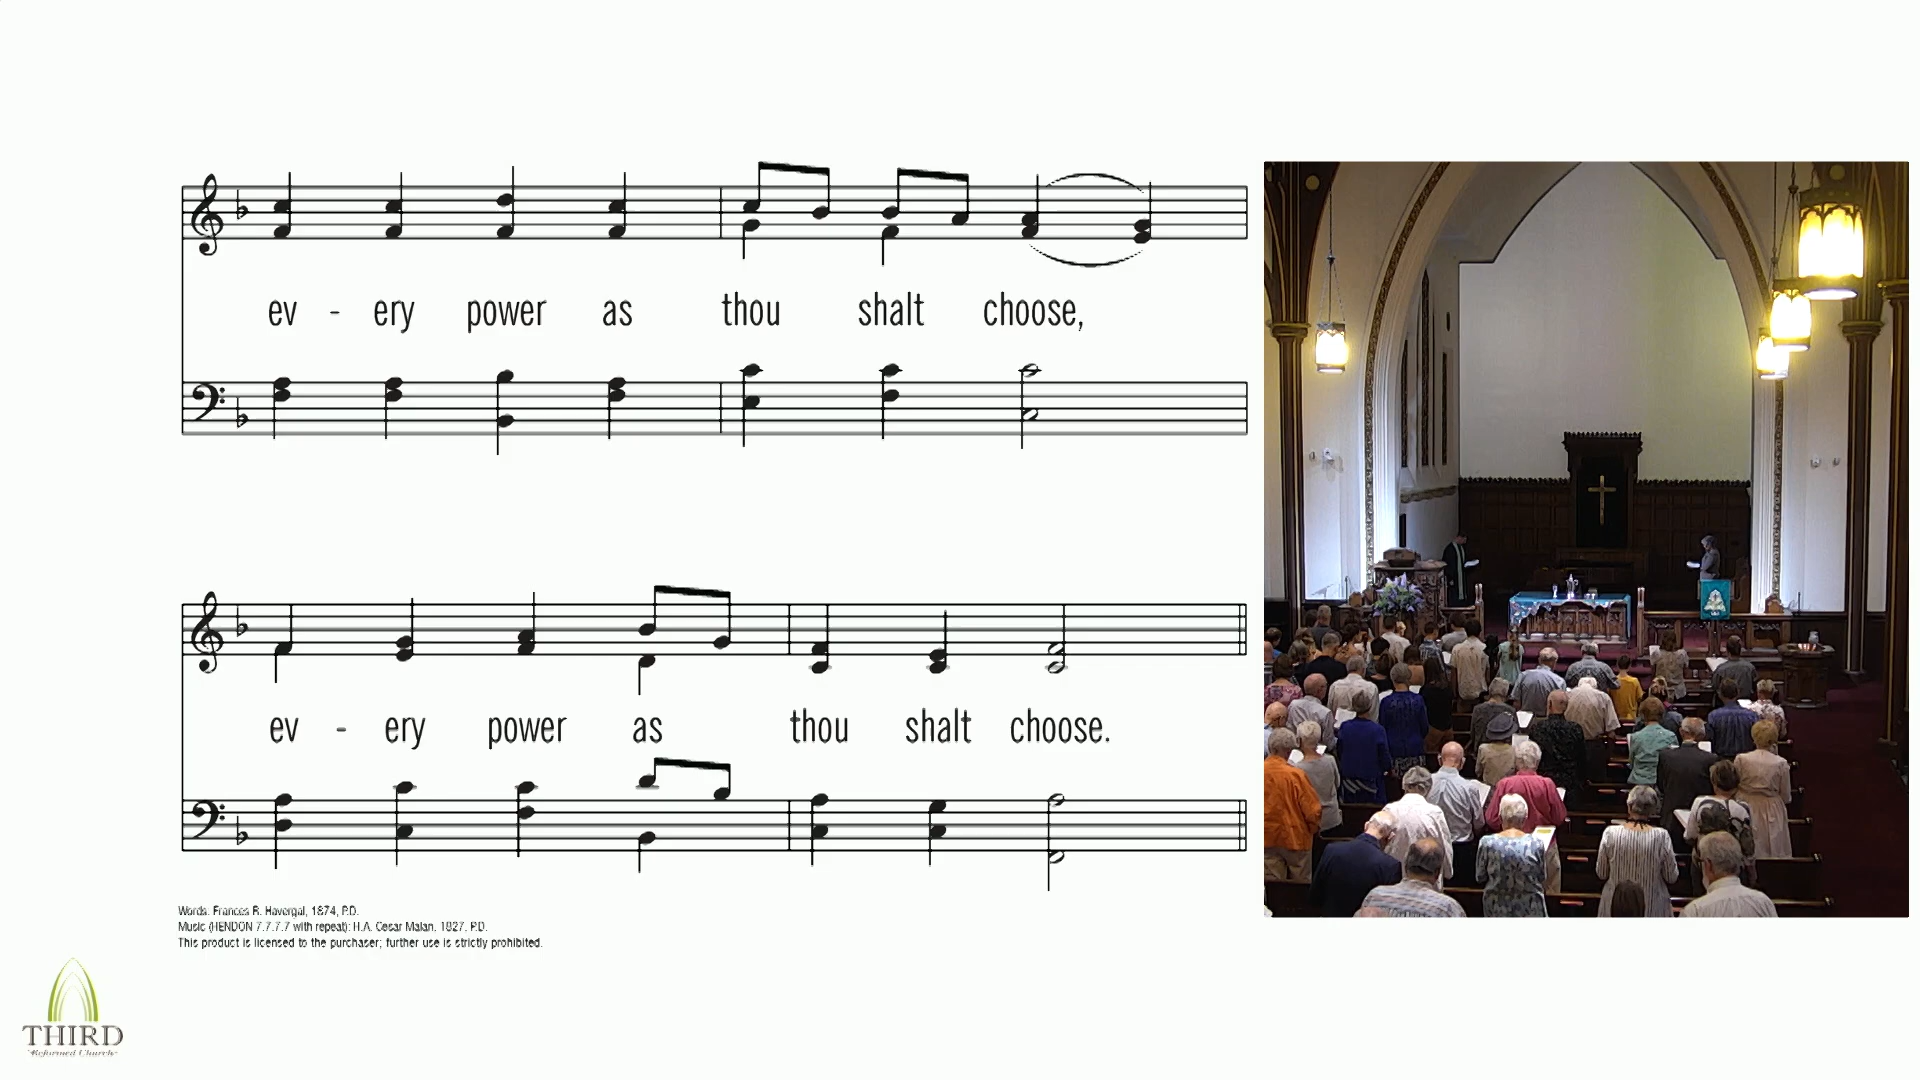 ev - ery power as thou shalt choose,
ev - ery power as thou shalt choose.
Words: Frances R. Havergal, 1874, P.D.
Music (HENDON 7.7.7.7 with repeat): H.A. Cesar Malan, 1827, P.D.
This product is licensed to the purchaser; further use is strictly prohibited.
THIRD
Reformed Church